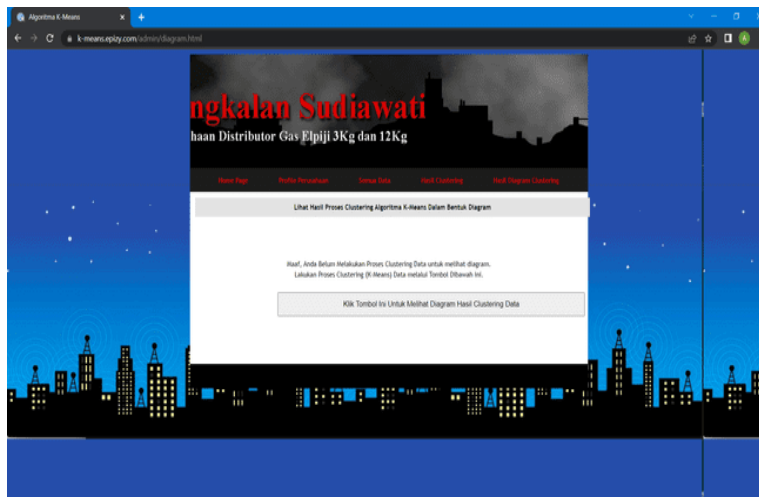 Algoritma K-Means
k-means.epizy.com/admin/diagram.html
ngkalan Sudiawati
haan Distributor Gas Elpiji 3Kg dan 12Kg
Home Page Profile Perusahaan Semua Data Hasil Clustering Hasil Diagram Clustering
Lihat Hasil Proses Clustering Algoritma K-Means Dalam Bentuk Diagram
Maaf, Anda Belum Melakukan Proses Clustering Data untuk melihat diagram.
Lakukan Proses Clustering (K-Means) Data melalui Tombol Dibawah Ini.
Klik Tombol Ini Untuk Melihat Diagram Hasil Clustering Data